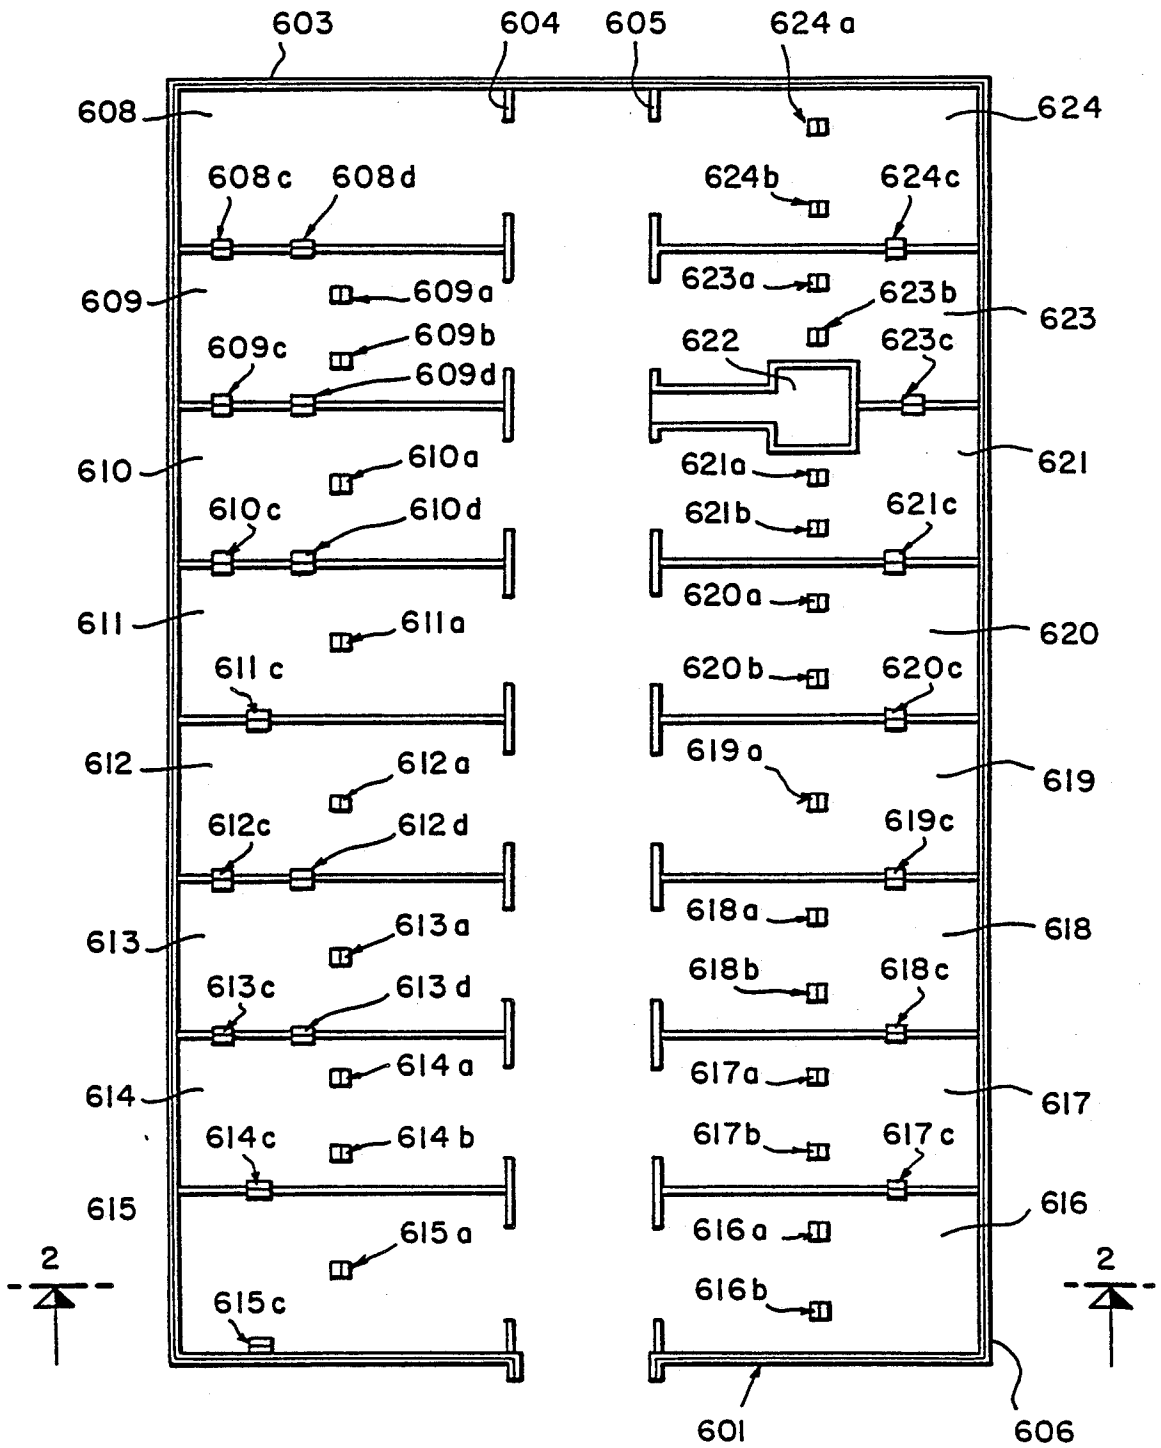 603 604 605 624a
608 624
608c 608d 624b 624c
609 609a 623a 623b 623
609b 622 623c
609c 609d
610 610a 621a 621
610c 610d 621b 621c
611 611a 620a 620
611c 620b 620c
612 612a 619a 619
612c 612d 619c
613 613a 618a 618
613c 613d 618b 618c
614 614a 617a 617
614c 614b 617b 617c
615 615a 616a 616
2 2
615c 616b
601 606